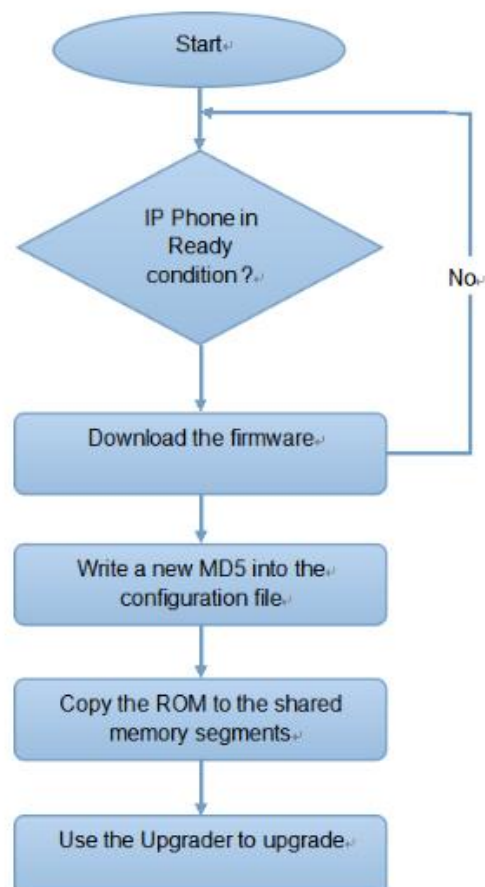 Start
IP Phone in
Ready
condition ?
No
Download the firmware
Write a new MD5 into the
configuration file
Copy the ROM to the shared
memory segments
Use the Upgrader to upgrade